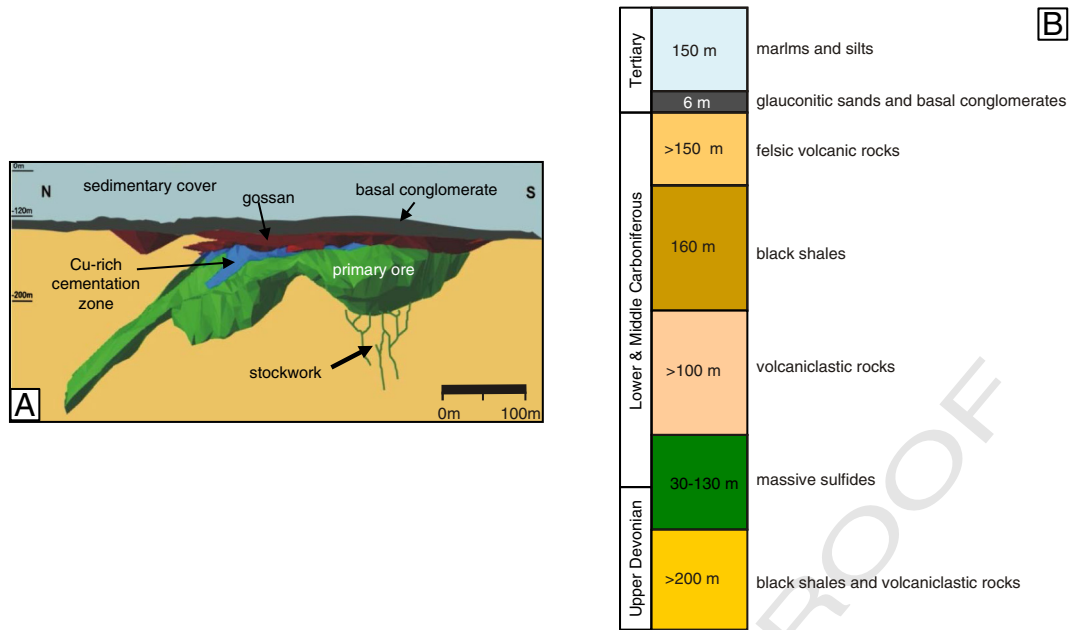 0m
N
sedimentary cover
basal conglomerate
S
gossan
-120m
Cu-rich
cementation
zone
primary ore
-200m
stockwork
A
0m 100m
B
Tertiary
150 m
marlms and silts
6 m
glauconitic sands and basal conglomerates
Lower & Middle Carboniferous
>150 m
felsic volcanic rocks
160 m
black shales
>100 m
volcaniclastic rocks
30-130 m
massive sulfides
Upper Devonian
>200 m
black shales and volcaniclastic rocks
ROOF